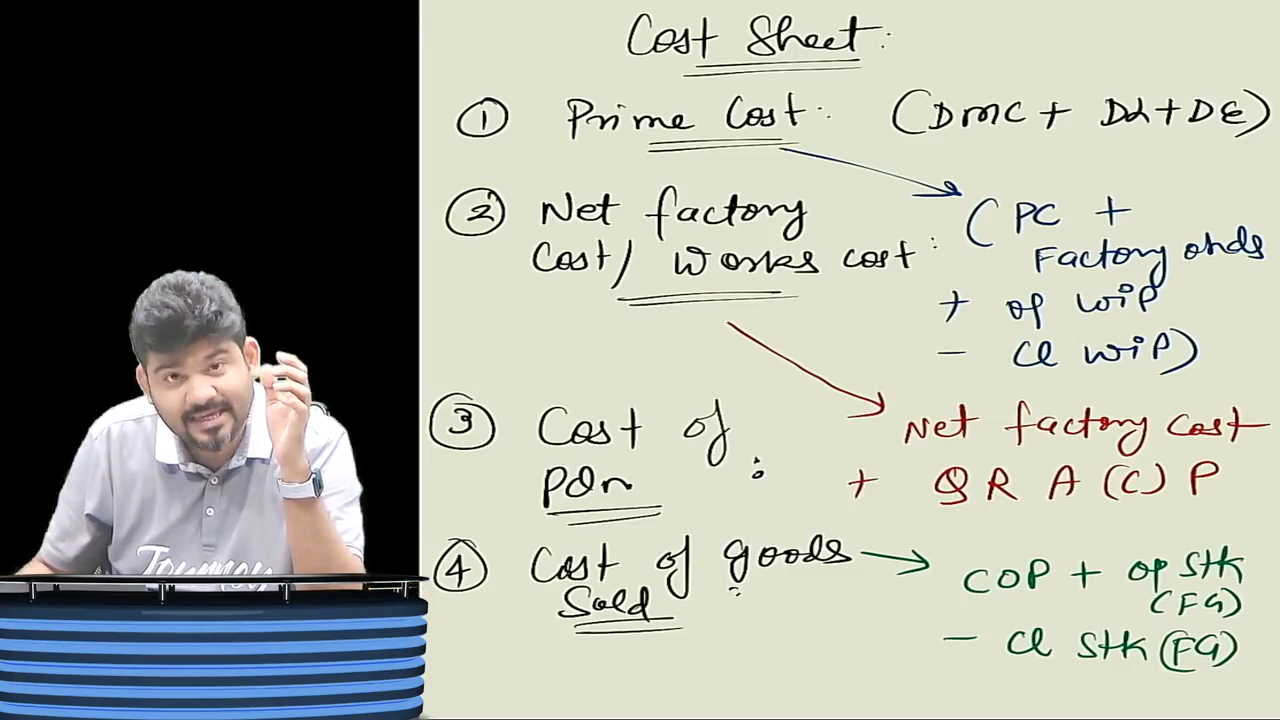 Cost Sheet:
① Prime Cost: (DMC + DL + DE)
② Net factory
Cost/ Works cost:
(PC +
Factory ohds
+ op WiP
- Cl WiP)
③ Cost of
Pdn :
Net factory cost
+ Q R A (C) P
④ Cost of goods
Sold :
COP + op Stk
(FG)
- Cl Stk (FG)
Journey